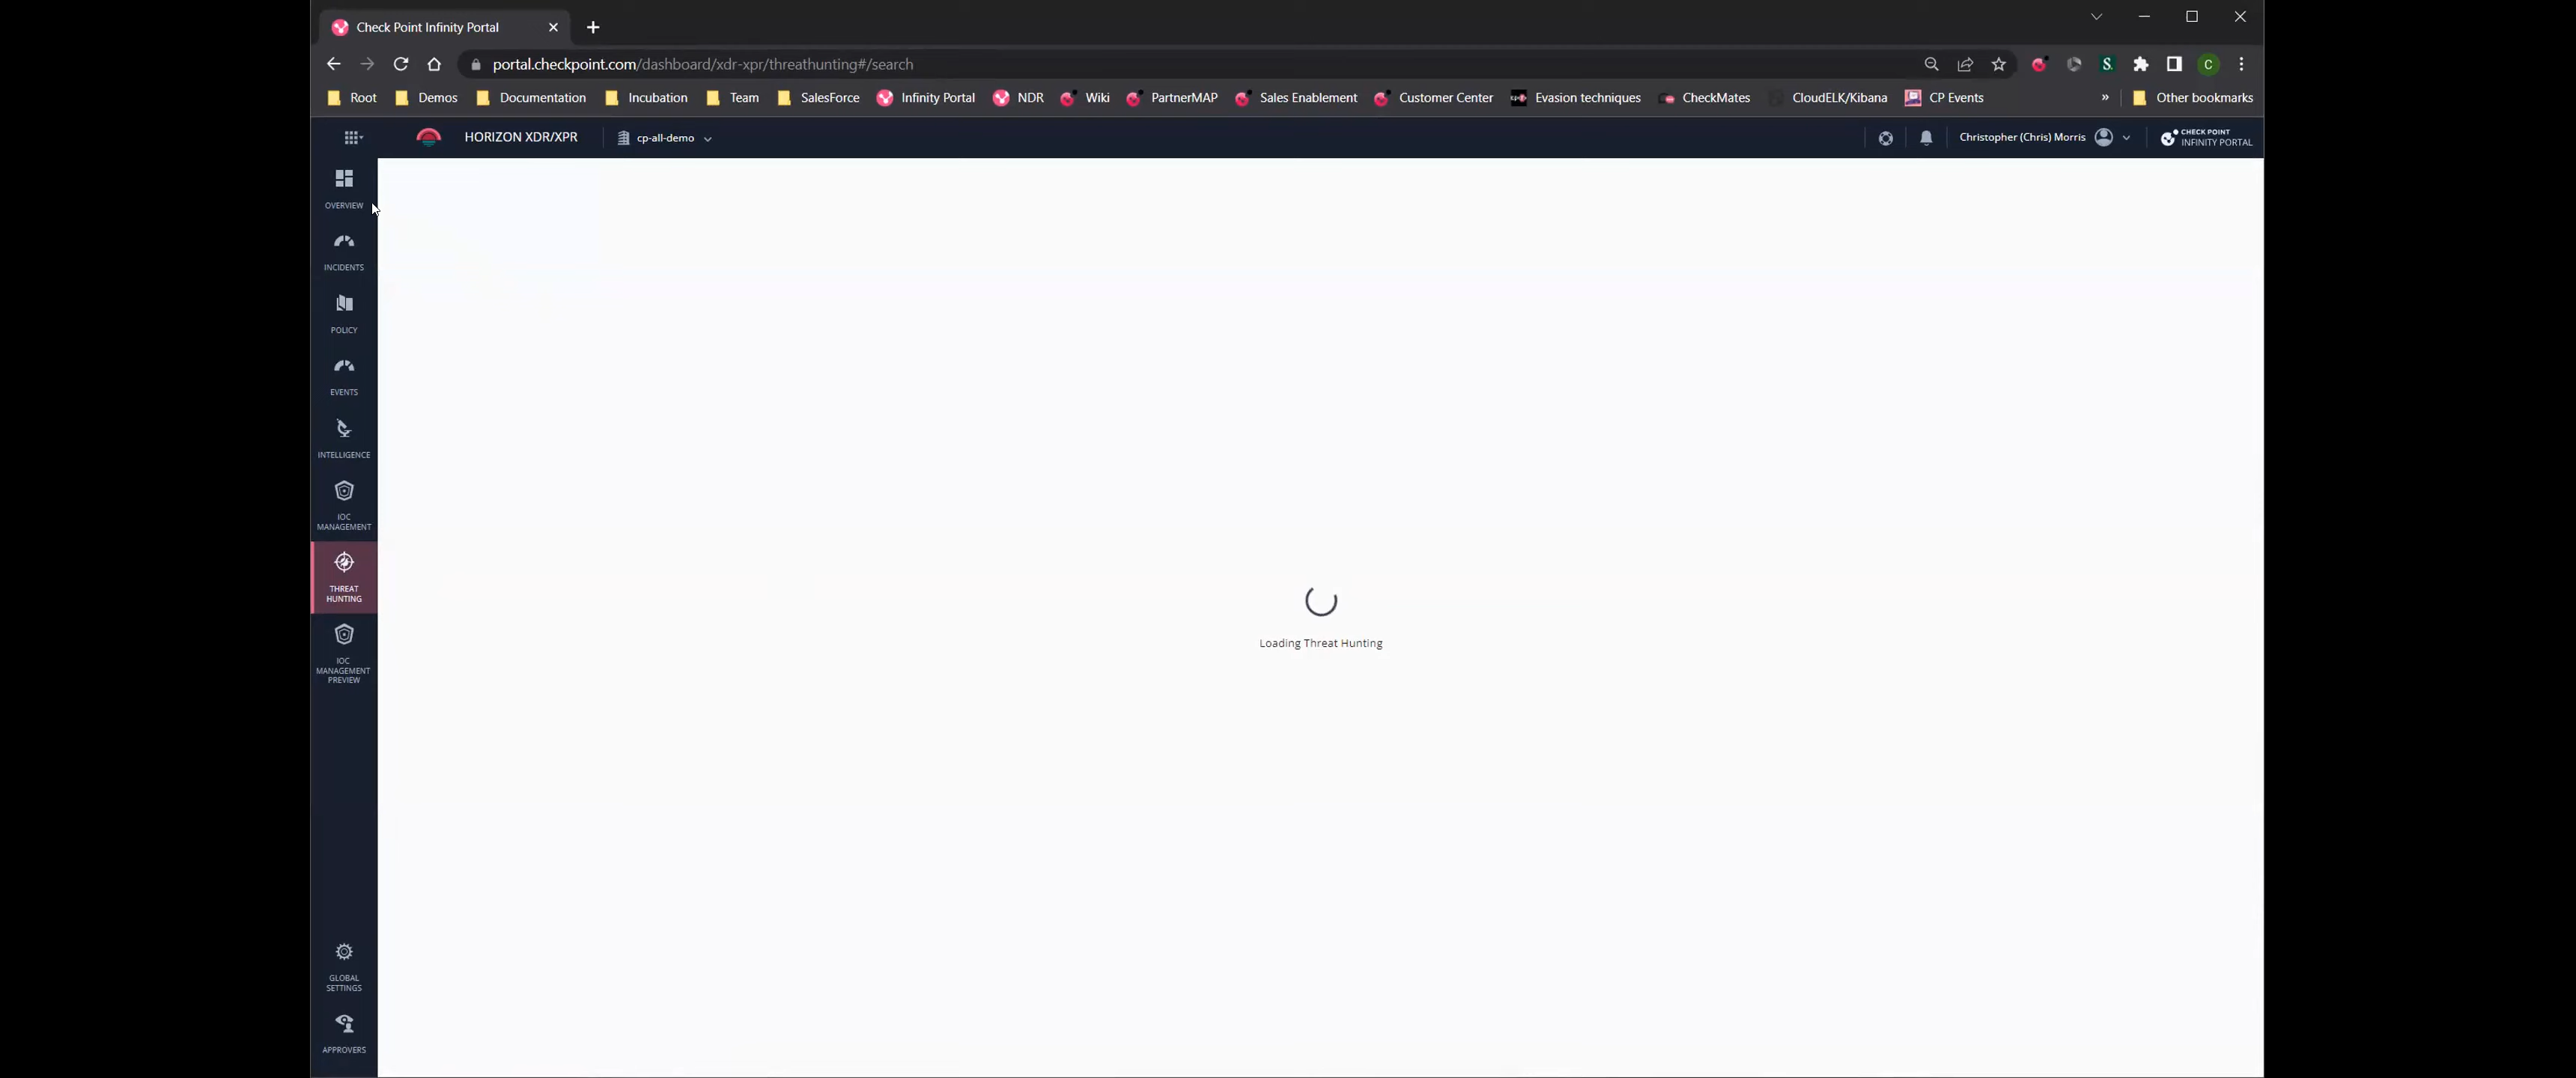 Check Point Infinity Portal
portal.checkpoint.com/dashboard/xdr-xpr/threathunting#/search
Root Demos Documentation Incubation Team SalesForce Infinity Portal NDR Wiki PartnerMAP Sales Enablement Customer Center Evasion techniques CheckMates CloudELK/Kibana CP Events » Other bookmarks
HORIZON XDR/XPR cp-all-demo Christopher (Chris) Morris CHECK POINT
INFINITY PORTAL
OVERVIEW
INCIDENTS
POLICY
EVENTS
INTELLIGENCE
IOC
MANAGEMENT
THREAT
HUNTING
IOC
MANAGEMENT
PREVIEW
GLOBAL
SETTINGS
APPROVERS
Loading Threat Hunting